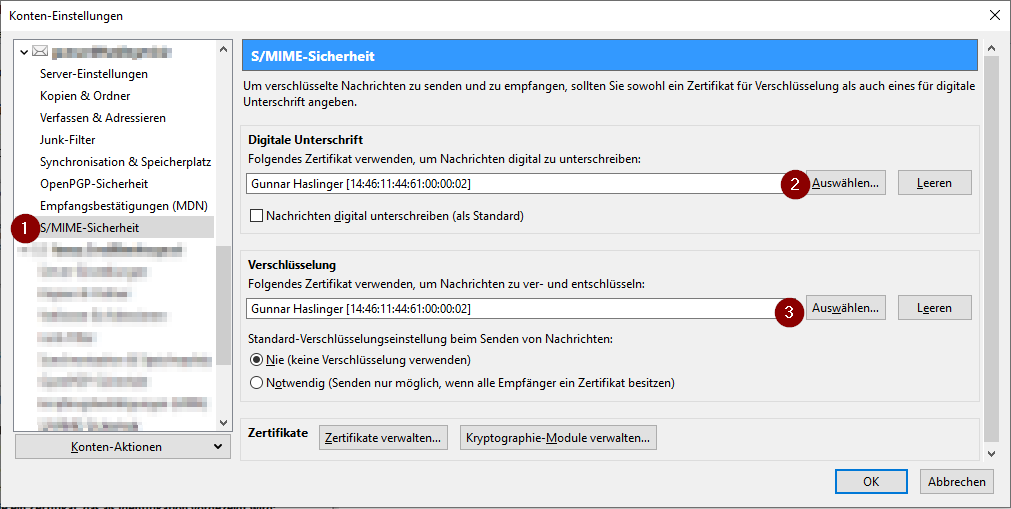 Konten-Einstellungen
Server-Einstellungen
Kopien & Ordner
Verfassen & Adressieren
Junk-Filter
Synchronisation & Speicherplatz
OpenPGP-Sicherheit
Empfangsbestätigungen (MDN)
1 S/MIME-Sicherheit
Konten-Aktionen
S/MIME-Sicherheit
Um verschlüsselte Nachrichten zu senden und zu empfangen, sollten Sie sowohl ein Zertifikat für Verschlüsselung als auch eines für digitale
Unterschrift angeben.
Digitale Unterschrift
Folgendes Zertifikat verwenden, um Nachrichten digital zu unterschreiben:
Gunnar Haslinger [14:46:11:44:61:00:00:02] 2 Auswählen... Leeren
Nachrichten digital unterschreiben (als Standard)
Verschlüsselung
Folgendes Zertifikat verwenden, um Nachrichten zu ver- und entschlüsseln:
Gunnar Haslinger [14:46:11:44:61:00:00:02] 3 Auswählen... Leeren
Standard-Verschlüsselungseinstellung beim Senden von Nachrichten:
Nie (keine Verschlüsselung verwenden)
Notwendig (Senden nur möglich, wenn alle Empfänger ein Zertifikat besitzen)
Zertifikate Zertifikate verwalten... Kryptographie-Module verwalten...
OK Abbrechen